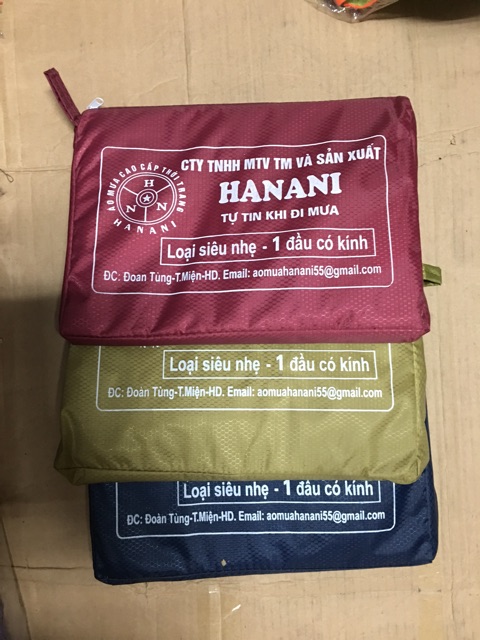 ÁO MƯA CAO CẤP THỜI TRANG
H
N N
HANANI
CTY TNHH MTV TM VÀ SẢN XUẤT
HANANI
TỰ TIN KHI ĐI MƯA
Loại siêu nhẹ - 1 đầu có kính
ĐC: Đoan Tùng-T.Miện-HD. Email: aomuahanani55@gmail.com
Loại siêu nhẹ - 1 đầu có kính
ĐC: Đoàn Tùng-T.Miện-HD. Email: aomuahanani55@gmail.com
Loại siêu nhẹ - 1 đầu có kính
ĐC: Đoàn Tùng-T.Miện-HD. Email: aomuahanani55@gmail.com